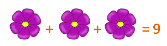 + + = 9